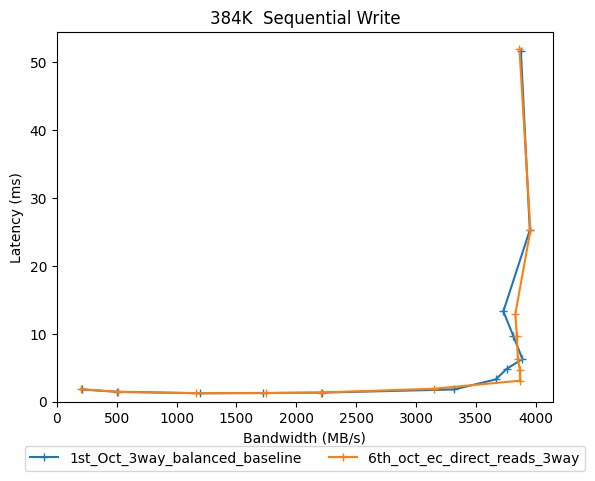 384K  Sequential Write
Latency (ms)
50
40
30
20
10
0
0 500 1000 1500 2000 2500 3000 3500 4000
Bandwidth (MB/s)
1st_Oct_3way_balanced_baseline 6th_oct_ec_direct_reads_3way